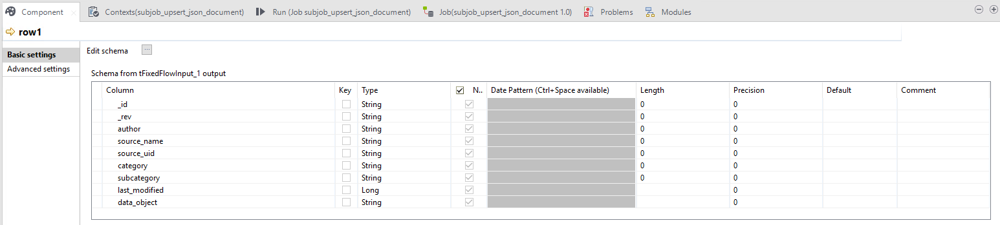 Component Contexts(subjob_upsert_json_document) Run (Job subjob_upsert_json_document) Job(subjob_upsert_json_document 1.0) Problems Modules
row1
Basic settings
Advanced settings
Edit schema ...
Schema from tFixedFlowInput_1 output
Column Key Type N.. Date Pattern (Ctrl+Space available) Length Precision Default Comment
_id String 0 0
_rev String 0 0
author String 0 0
source_name String 0 0
source_uid String 0 0
category String 0 0
subcategory String 0 0
last_modified Long 0
data_object String 0